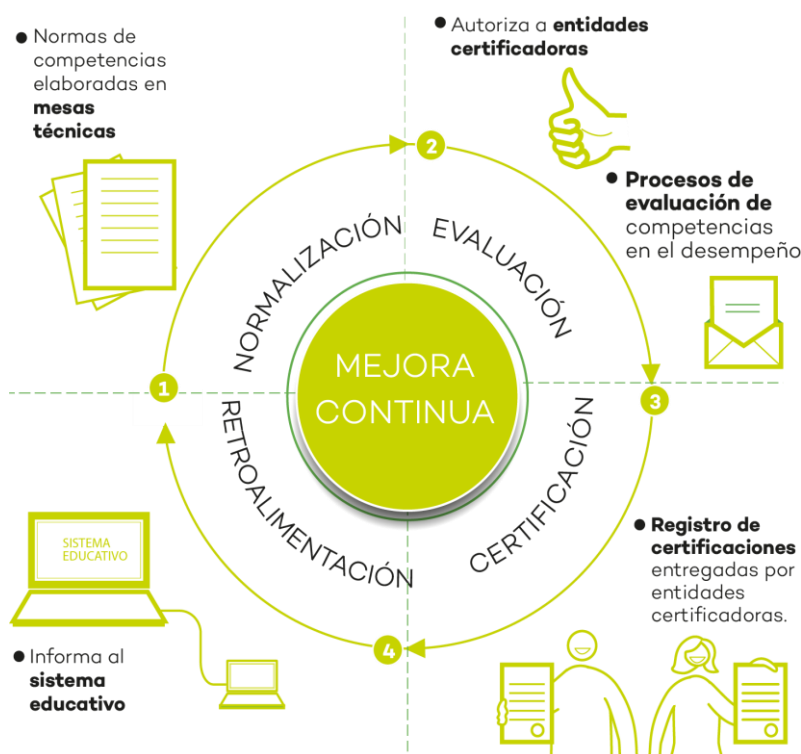 ● Normas de
competencias
elaboradas en
mesas
técnicas
● Autoriza a entidades
certificadoras
● Procesos de
evaluación de
competencias
en el desempeño
2
NORMALIZACIÓN
EVALUACIÓN
MEJORA
CONTINUA
1
3
RETROALIMENTACIÓN
CERTIFICACIÓN
SISTEMA
EDUCATIVO
● Informa al
sistema
educativo
4
● Registro de
certificaciones
entregadas por
entidades
certificadoras.